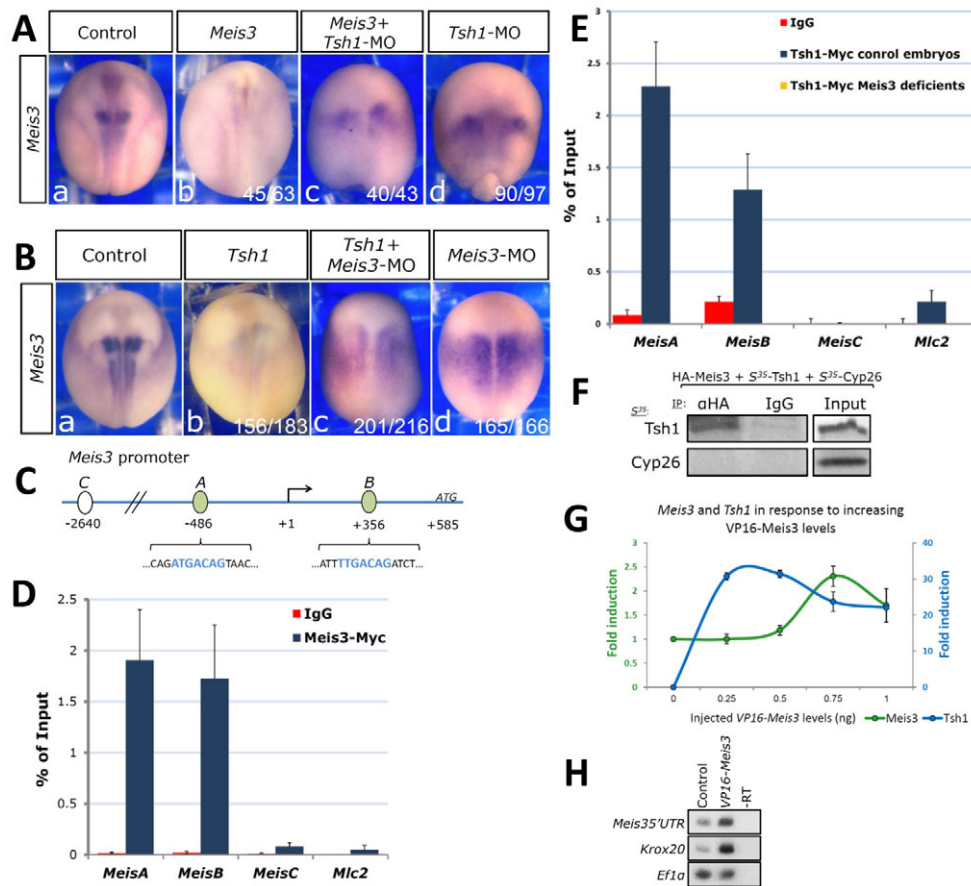 A
Control
Meis3
Meis3+
Tsh1-MO
Tsh1-MO
Meis3
a
b
45/63
c
40/43
d
90/97
B
Control
Tsh1
Tsh1+
Meis3-MO
Meis3-MO
Meis3
a
b
156/183
c
201/216
d
165/166
C
Meis3 promoter
C
A
B
ATG
-2640
-486
+1
+356
+585
...CAGATGACAGTAAC...
...ATTTTGACAGATCT...
D
% of Input
2.5
2
1.5
1
0.5
0
IgG
Meis3-Myc
MeisA
MeisB
MeisC
Mlc2
E
% of Input
3
2.5
2
1.5
1
0.5
0
IgG
Tsh1-Myc conrol embryos
Tsh1-Myc Meis3 deficients
MeisA
MeisB
MeisC
Mlc2
F
HA-Meis3 + S35-Tsh1 + S35-Cyp26
S35:
IP:
αHA
IgG
Input
Tsh1
Cyp26
G
Meis3 and Tsh1 in response to increasing
VP16-Meis3 levels
Fold induction
3
2.5
2
1.5
1
0.5
0
40
30
20
10
0
Fold induction
0
0.25
0.5
0.75
1
Injected VP16-Meis3 levels (ng)
Meis3
Tsh1
H
Control
VP16-Meis3
-RT
Meis35'UTR
Krox20
Ef1a